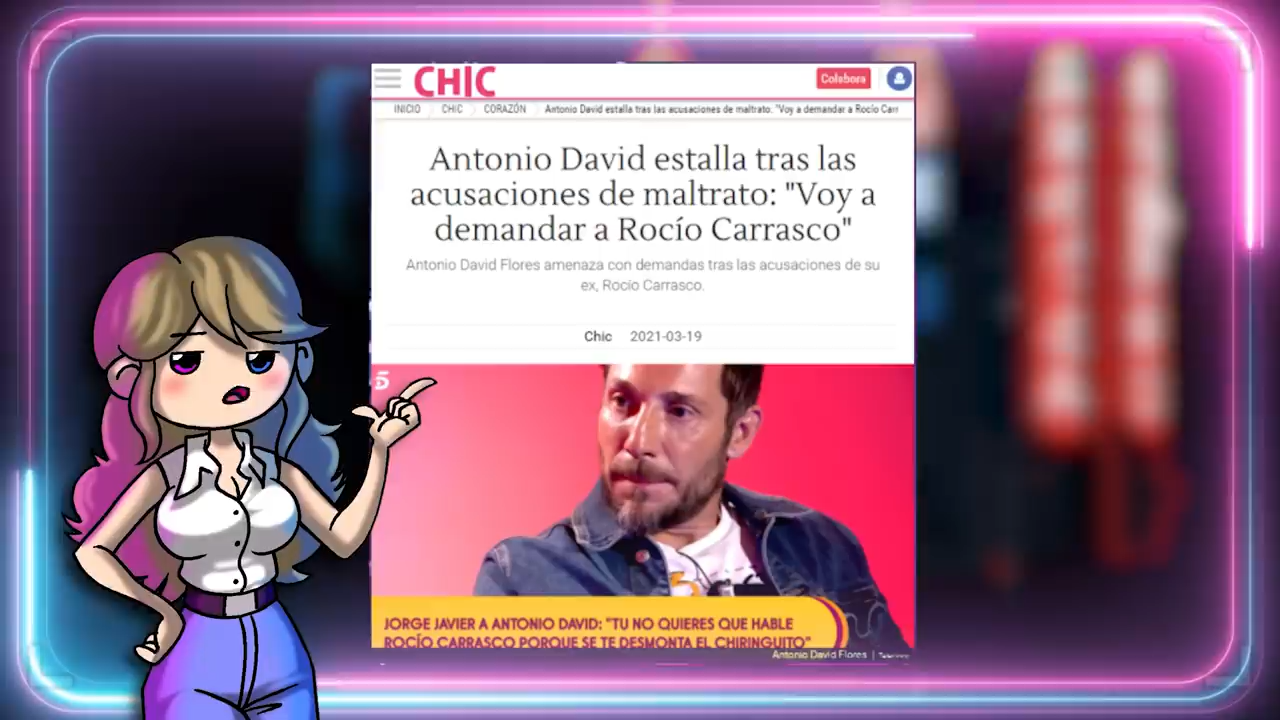 CHIC
Colabora
INICIO CHIC CORAZÓN Antonio David estalla tras las acusaciones de maltrato: "Voy a demandar a Rocío Carr
Antonio David estalla tras las
acusaciones de maltrato: "Voy a
demandar a Rocío Carrasco"
Antonio David Flores amenaza con demandas tras las acusaciones de su
ex, Rocío Carrasco.
Chic 2021-03-19
JORGE JAVIER A ANTONIO DAVID: "TU NO QUIERES QUE HABLE
ROCÍO CARRASCO PORQUE SE TE DESMONTA EL CHIRINGUITO"
Antonio David Flores |